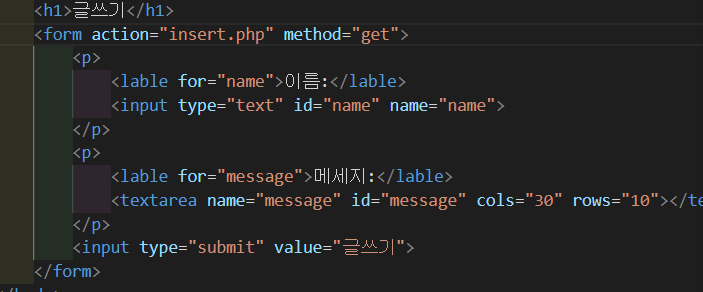 <h1>글쓰기</h1>
<form action="insert.php" method="get">
<p>
<lable for="name">이름:</lable>
<input type="text" id="name" name="name">
</p>
<p>
<lable for="message">메세지:</lable>
<textarea name="message" id="message" cols="30" rows="10"></te
</p>
<input type="submit" value="글쓰기">
</form>